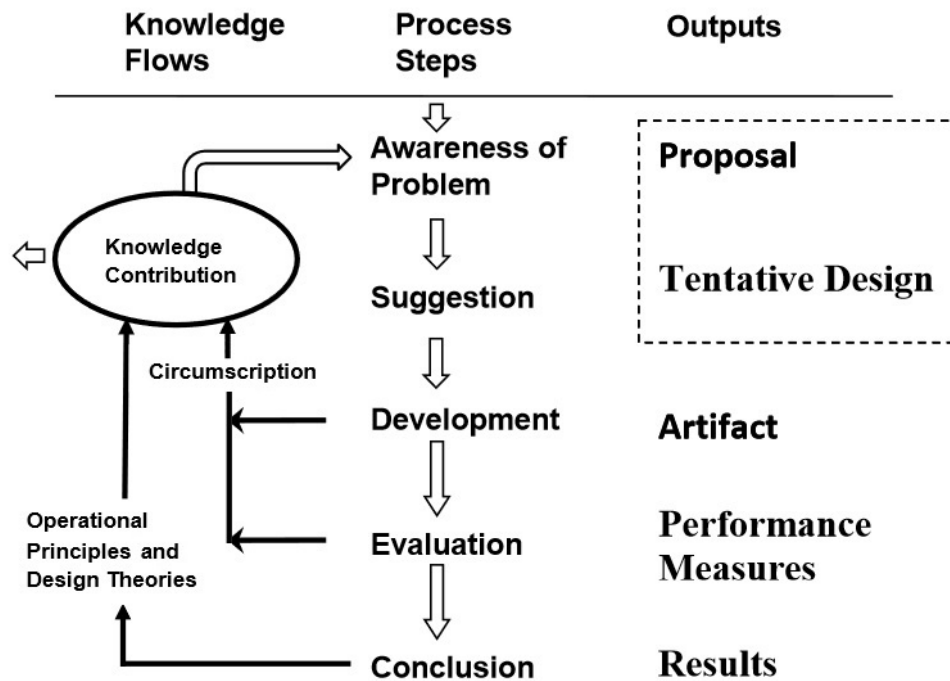 Knowledge
Flows
Process
Steps
Outputs
Awareness of
Problem
Proposal
Knowledge
Contribution
Suggestion
Tentative Design
Circumscription
Development
Artifact
Operational
Principles and
Design Theories
Evaluation
Performance
Measures
Conclusion
Results